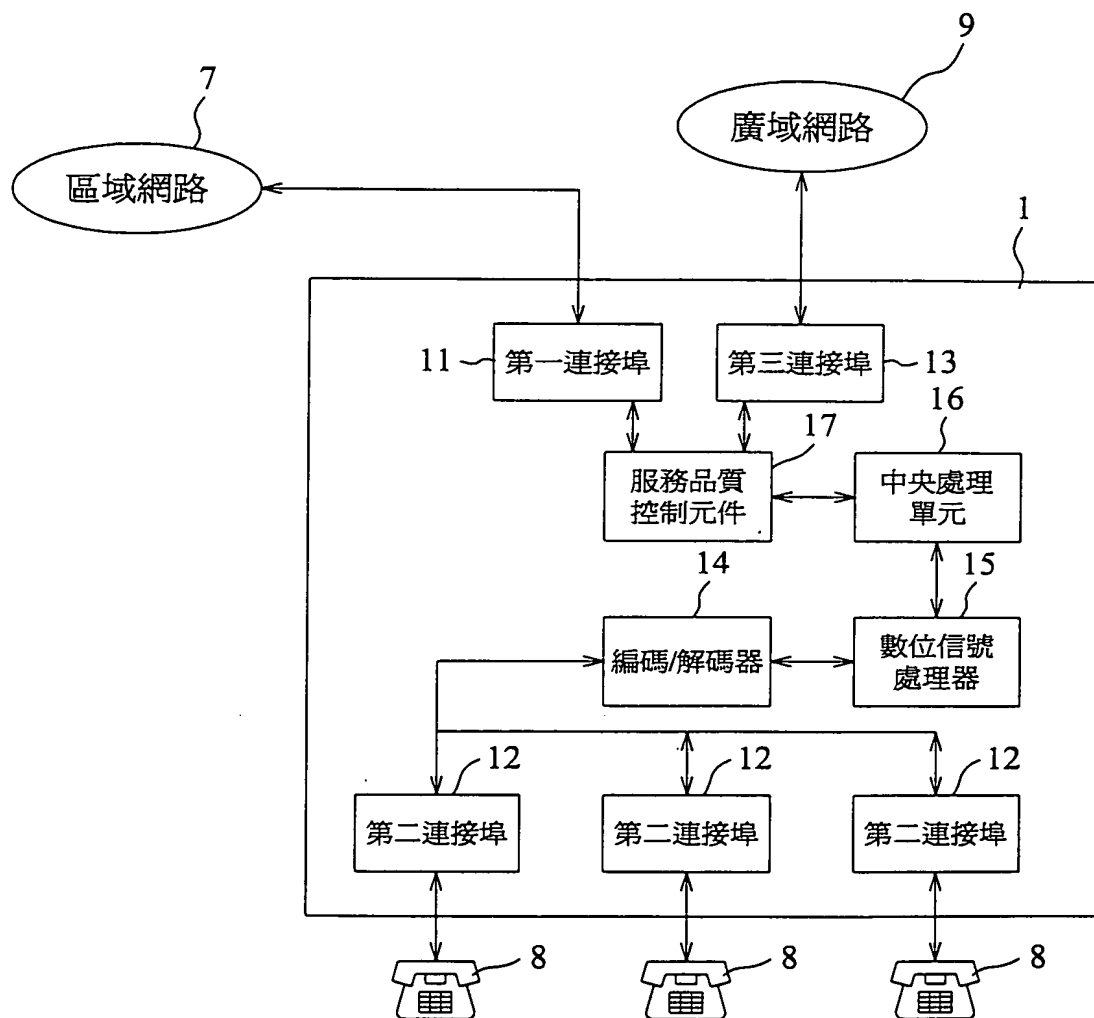 9
7
廣域網路
區域網路
1
11
第一連接埠
第三連接埠
13
16
17
服務品質
控制元件
中央處理
單元
14
15
編碼/解碼器
數位信號
處理器
12
12
12
第二連接埠
第二連接埠
第二連接埠
8
8
8